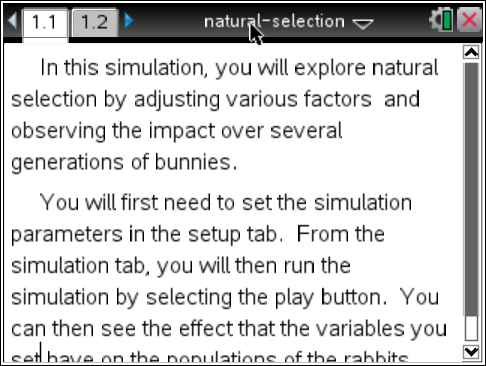 1.1 1.2 natural-selection
In this simulation, you will explore natural
selection by adjusting various factors  and
observing the impact over several
generations of bunnies.
You will first need to set the simulation
parameters in the setup tab.  From the
simulation tab, you will then run the
simulation by selecting the play button.  You
can then see the effect that the variables you
set have on the populations of the rabbits